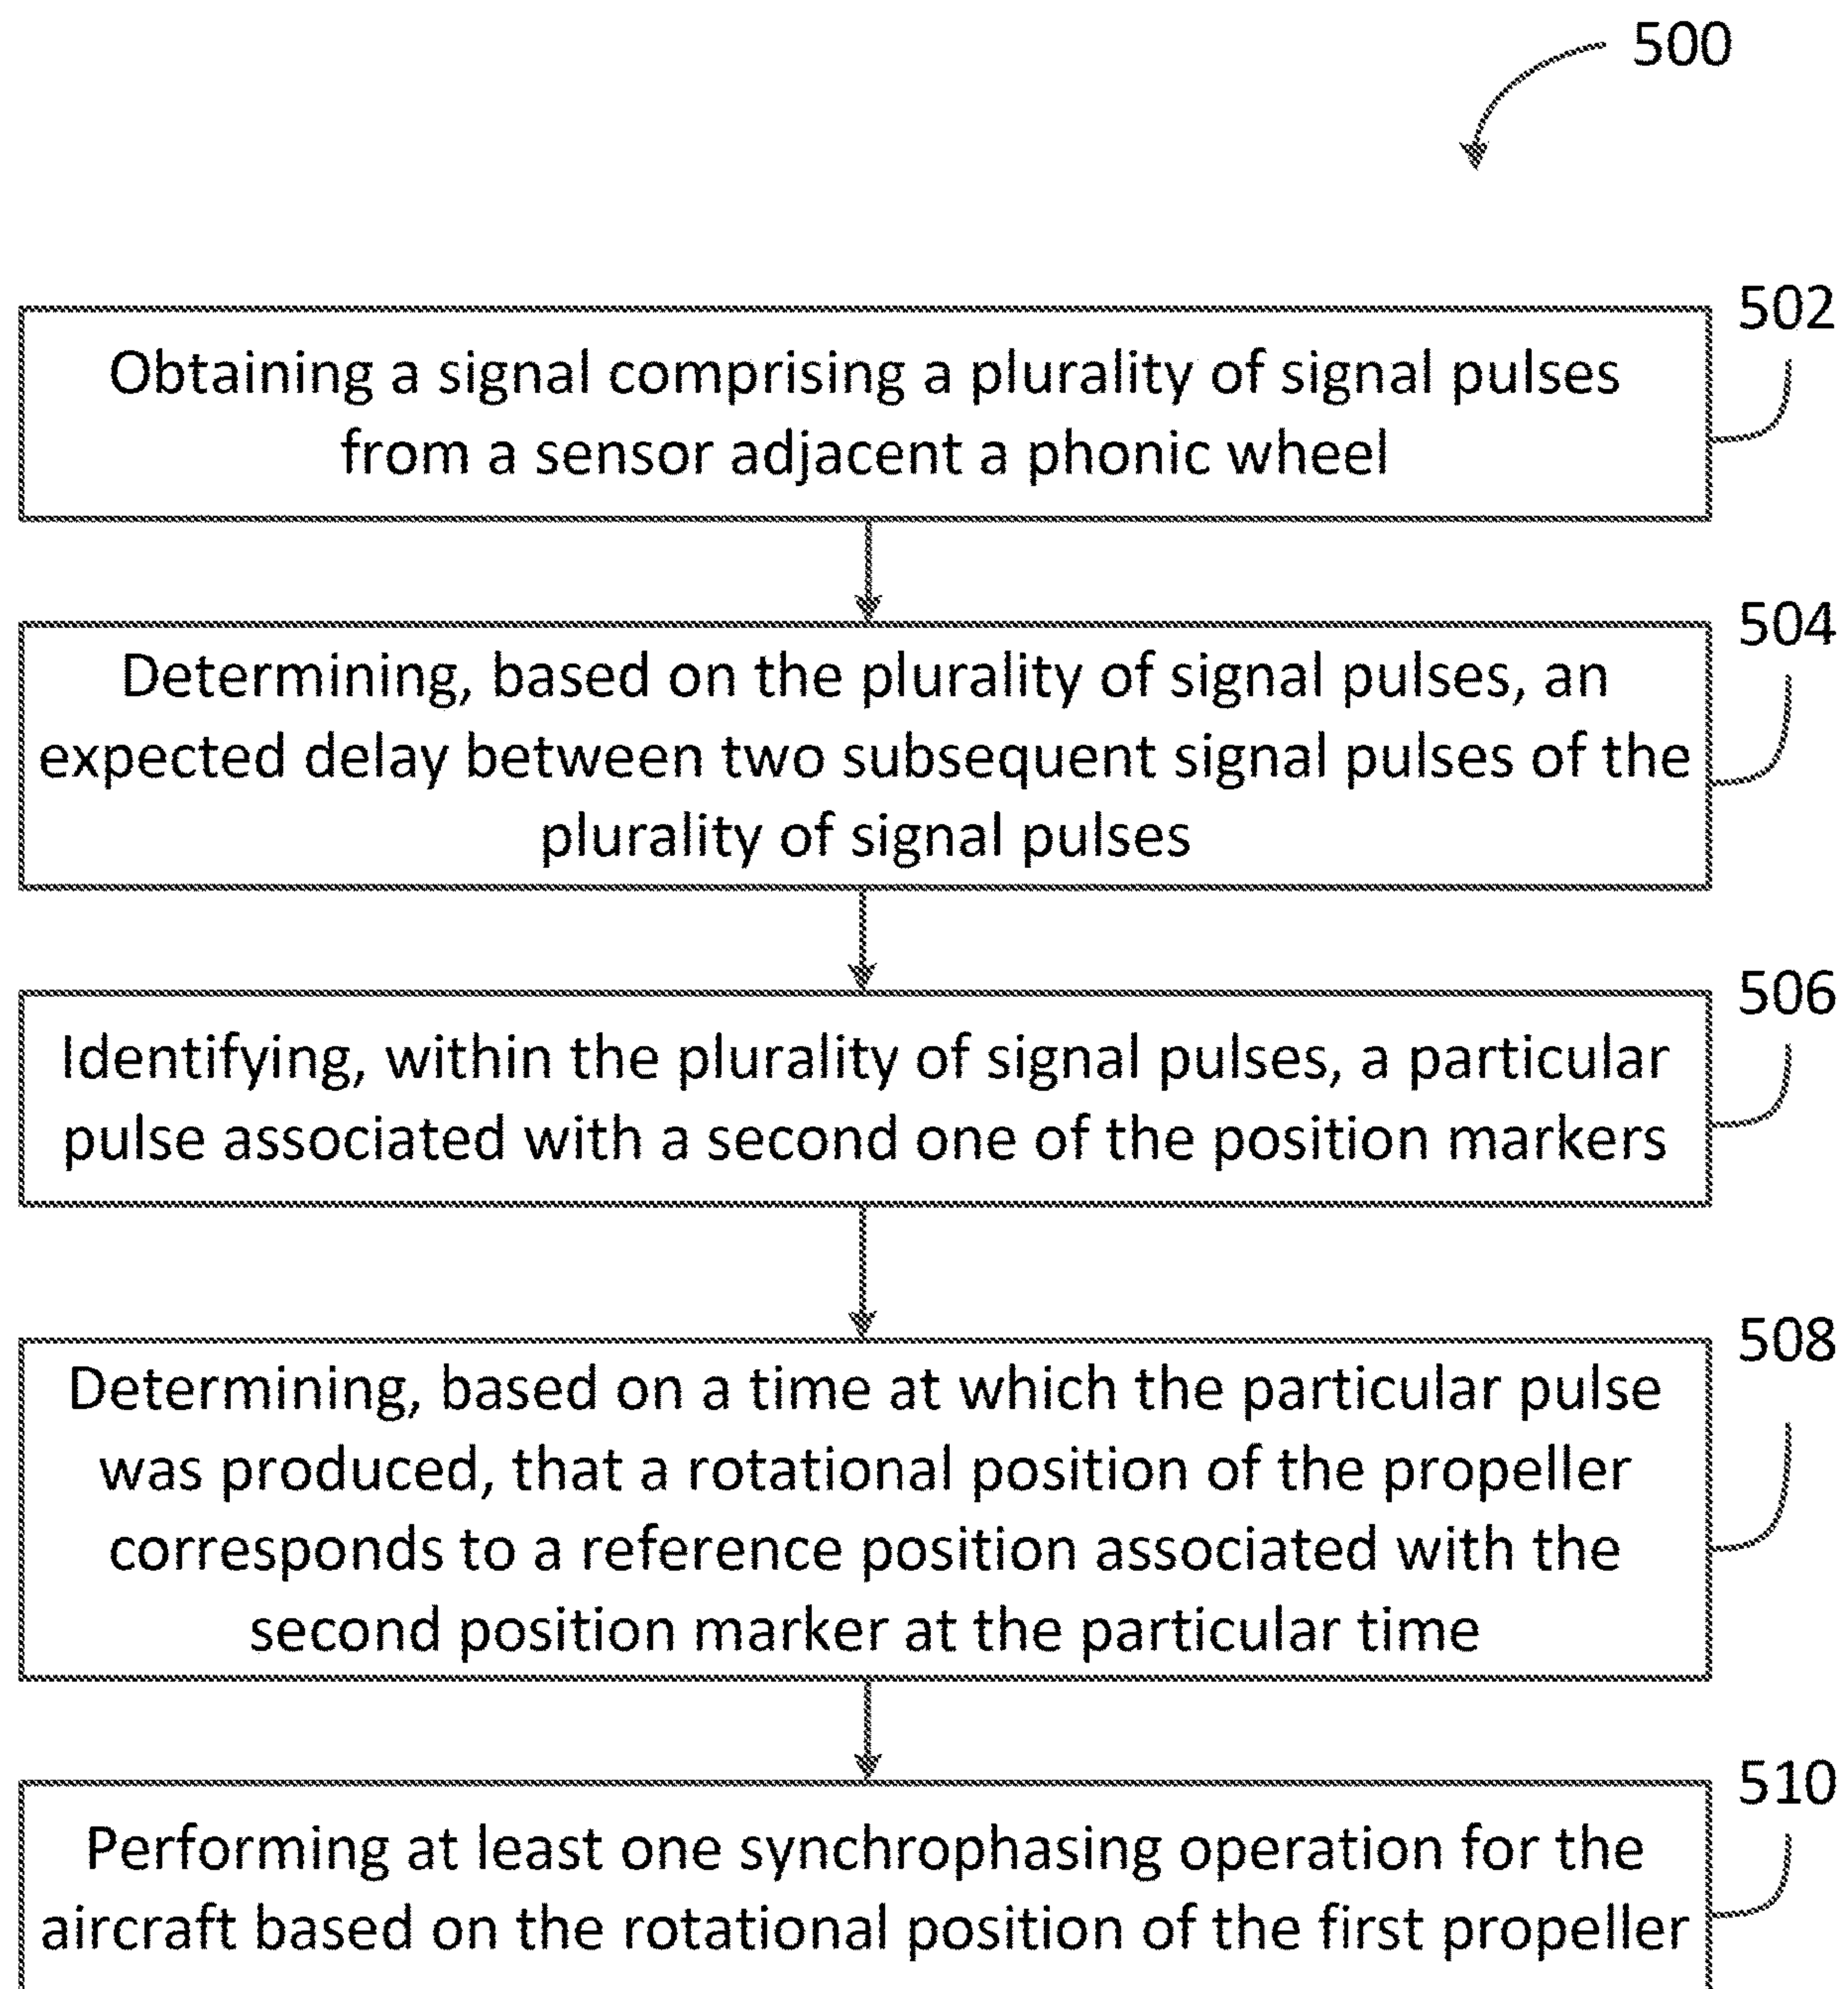 500
502
Obtaining a signal comprising a plurality of signal pulses
from a sensor adjacent a phonic wheel
504
Determining, based on the plurality of signal pulses, an
expected delay between two subsequent signal pulses of the
plurality of signal pulses
506
Identifying, within the plurality of signal pulses, a particular
pulse associated with a second one of the position markers
508
Determining, based on a time at which the particular pulse
was produced, that a rotational position of the propeller
corresponds to a reference position associated with the
second position marker at the particular time
510
Performing at least one synchrophasing operation for the
aircraft based on the rotational position of the first propeller